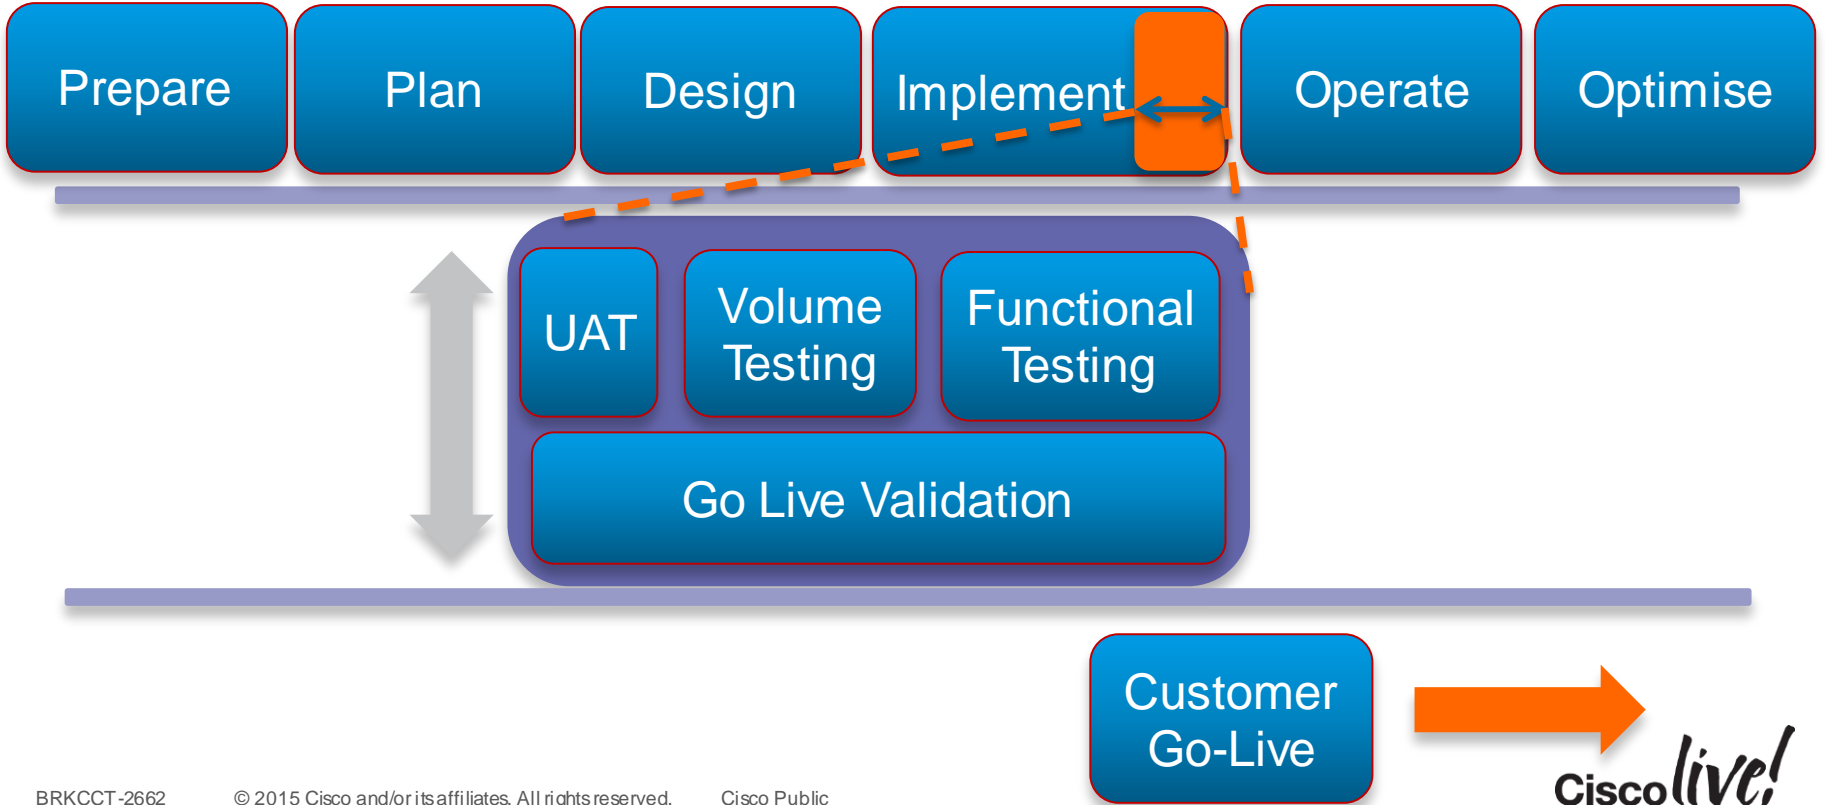 Prepare
Plan
Design
Implement
Operate
Optimise
UAT
Volume
Testing
Functional
Testing
Go Live Validation
Customer
Go-Live
BRKCCT-2662
© 2015 Cisco and/or its affiliates. All rights reserved.
Cisco Public
Cisco live!